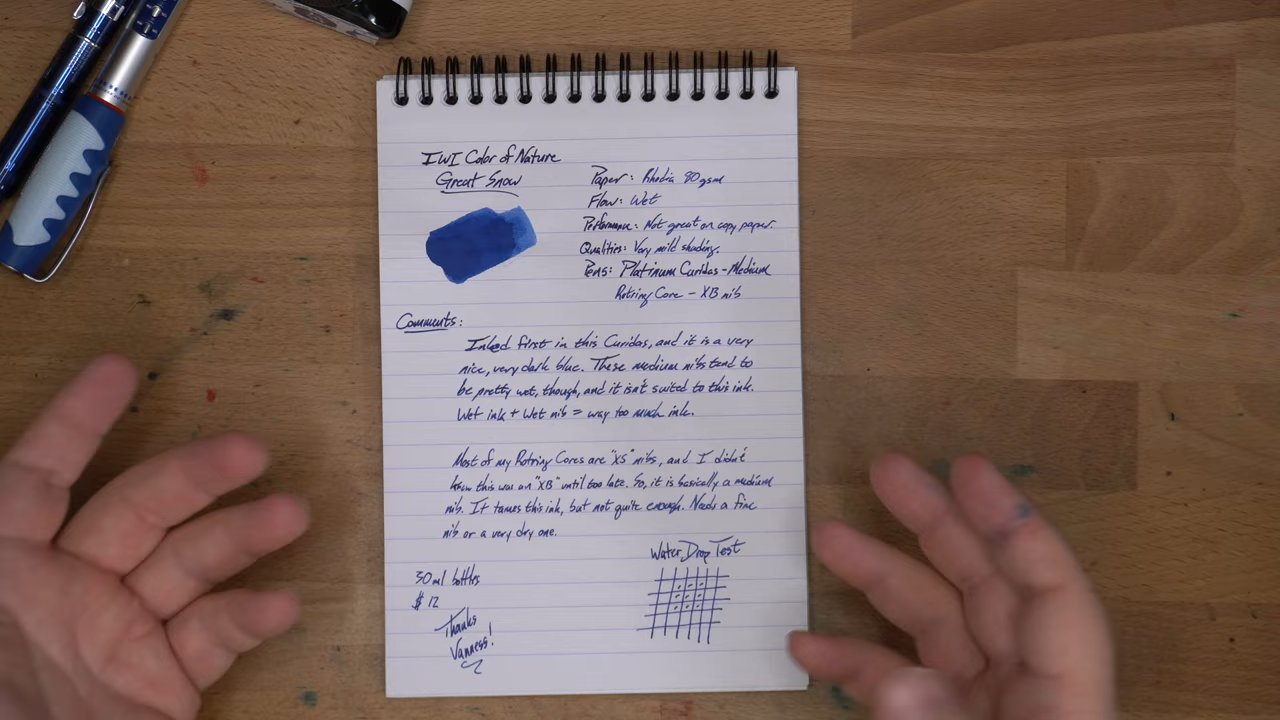 IWI Color of Nature
Great Snow
Paper: Rhodia 80gsm
Flow: Wet
Performance: Not great on copy paper.
Qualities: Very mild shading.
Pens: Platinum Curidas - Medium
Rotring Core - XB nib
Comments:
Inked first in this Curidas, and it is a very
nice, very dark blue. These medium nibs tend to
be pretty wet, though, and it isn't suited to this ink.
Wet ink + Wet nib = way too much ink.
Most of my Rotring Cores are "XS" nibs, and I didn't
know this was an "XB" until too late. So, it is basically a medium
nib. It tames this ink, but not quite enough. Needs a fine
nib or a very dry one.
Water Drop Test
30ml bottles
$12
Thanks
Vanness!